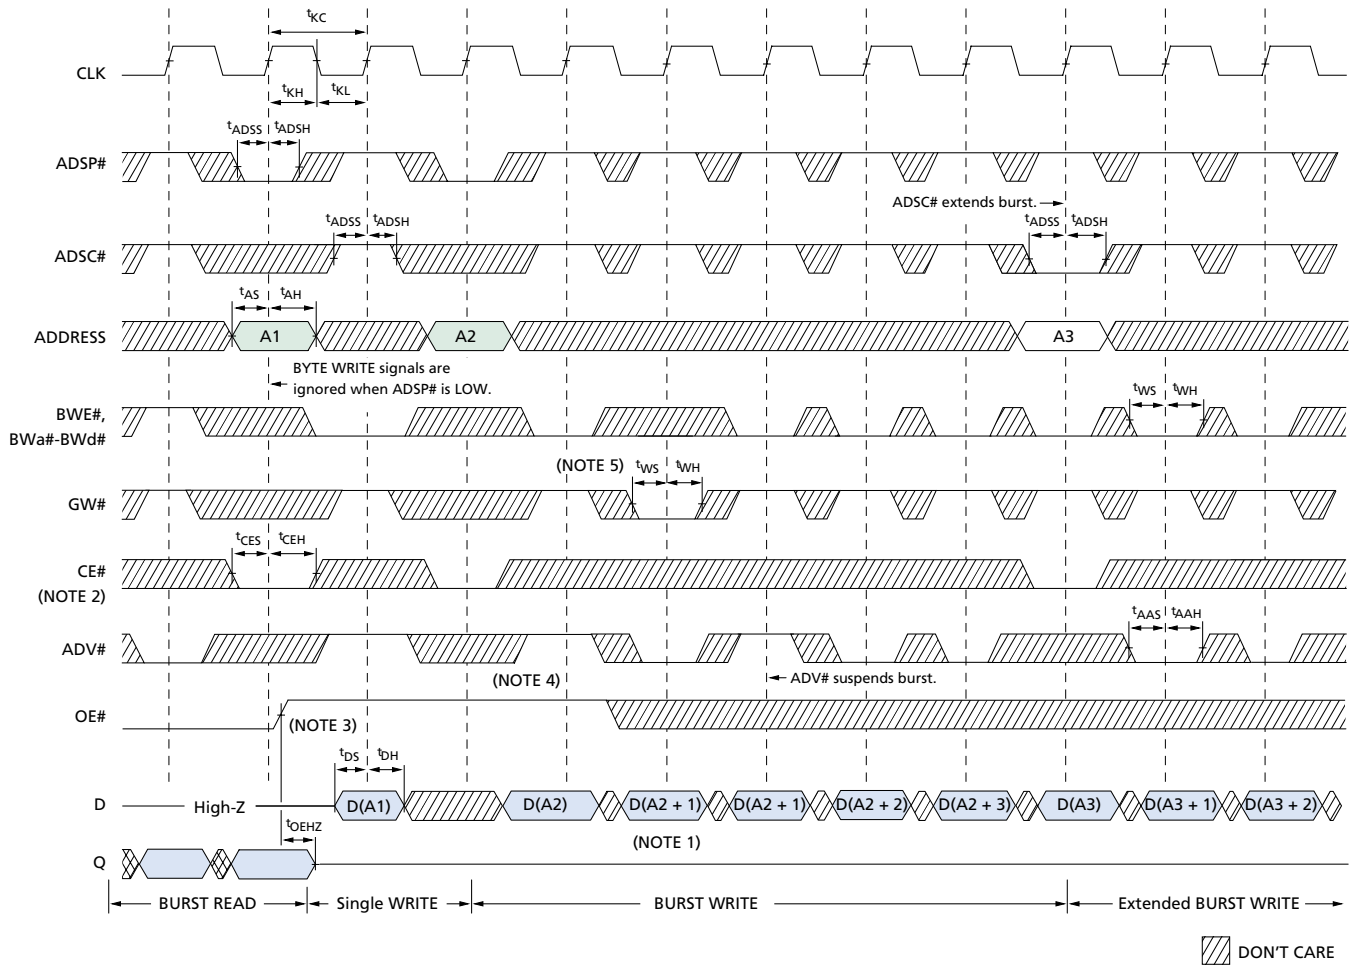 tKC
CLK
tKH
tKL
tADSS
tADSH
ADSP#
ADSC# extends burst.
tADSS
tADSH
tADSS
tADSH
ADSC#
tAS
tAH
ADDRESS
A1
A2
A3
BYTE WRITE signals are
ignored when ADSP# is LOW.
BWE#,
BWa#-BWd#
tWS
tWH
(NOTE 5)
tWS
tWH
GW#
tCES
tCEH
CE#
(NOTE 2)
tAAS
tAAH
ADV#
(NOTE 4)
ADV# suspends burst.
OE#
(NOTE 3)
tDS
tDH
D
High-Z
D(A1)
D(A2)
D(A2 + 1)
D(A2 + 1)
D(A2 + 2)
D(A2 + 3)
D(A3)
D(A3 + 1)
D(A3 + 2)
tOEHZ
(NOTE 1)
Q
BURST READ
Single WRITE
BURST WRITE
Extended BURST WRITE
DON'T CARE